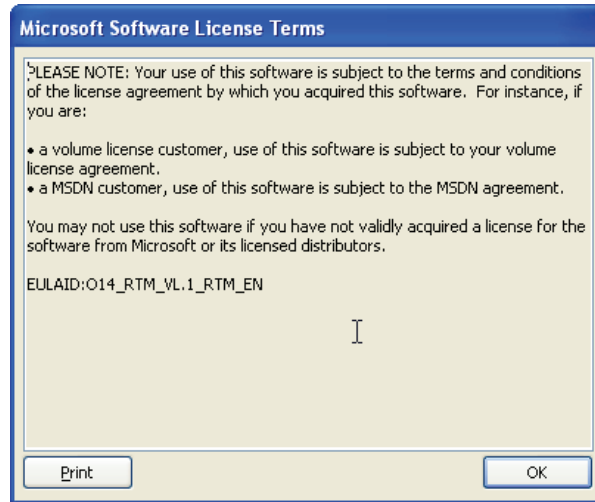 Microsoft Software License Terms
PLEASE NOTE: Your use of this software is subject to the terms and conditions
of the license agreement by which you acquired this software.  For instance, if
you are:
• a volume license customer, use of this software is subject to your volume
license agreement.
• a MSDN customer, use of this software is subject to the MSDN agreement.
You may not use this software if you have not validly acquired a license for the
software from Microsoft or its licensed distributors.
EULAID:O14_RTM_VL.1_RTM_EN
Print
OK